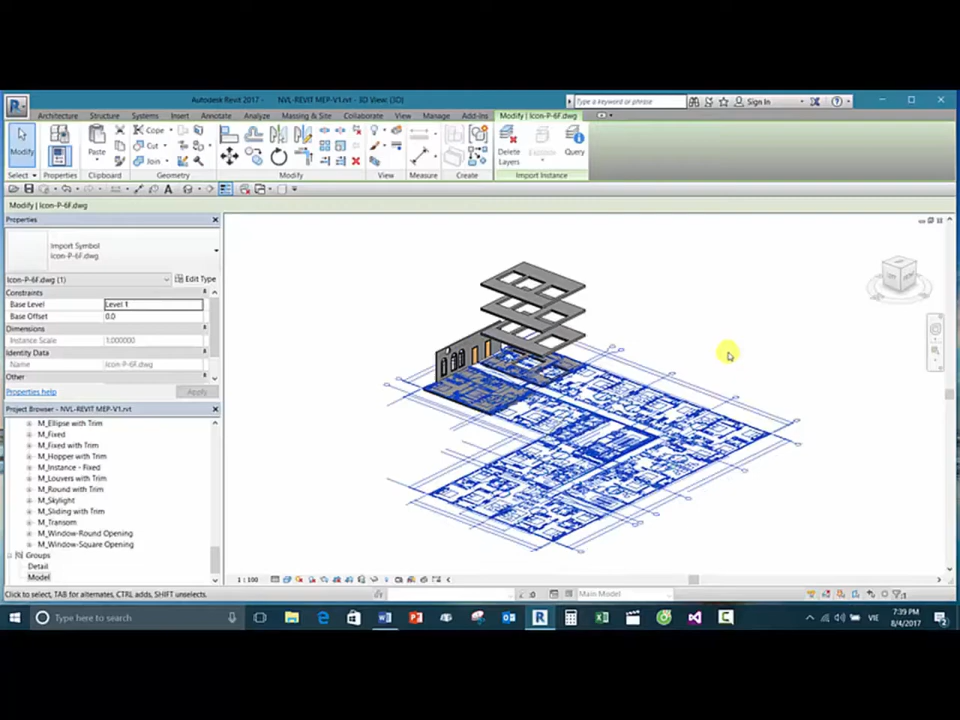 Autodesk Revit 2017 - NVL-REVIT MEP-V1.rvt - 3D View: {3D}
Type a keyword or phrase
Sign In
Architecture Structure Systems Insert Annotate Analyze Massing & Site Collaborate View Manage Add-Ins Modify | Icon-P-6F.dwg
Modify
Paste
Cope
Cut
Join
Delete Layers
Explode
Query
Select Properties Clipboard Geometry Modify View Measure Create Import Instance
Modify | Icon-P-6F.dwg
Properties
Import Symbol
Icon-P-6F.dwg
Icon-P-6F.dwg (1)
Edit Type
Constraints
Base Level Level 1
Base Offset 0.0
Dimensions
Instance Scale 1.000000
Identity Data
Name Icon-P-6F.dwg
Other
Properties help
Apply
Project Browser - NVL-REVIT MEP-V1.rvt
M_Ellipse with Trim
M_Fixed
M_Fixed with Trim
M_Hopper with Trim
M_Instance - Fixed
M_Louvers with Trim
M_Round with Trim
M_Skylight
M_Sliding with Trim
M_Transom
M_Window-Round Opening
M_Window-Square Opening
Groups
Detail
Model
1 : 100
Click to select, TAB for alternates, CTRL adds, SHIFT unselects.
:0
Main Model
:1
Type here to search
VIE
7:39 PM
8/4/2017